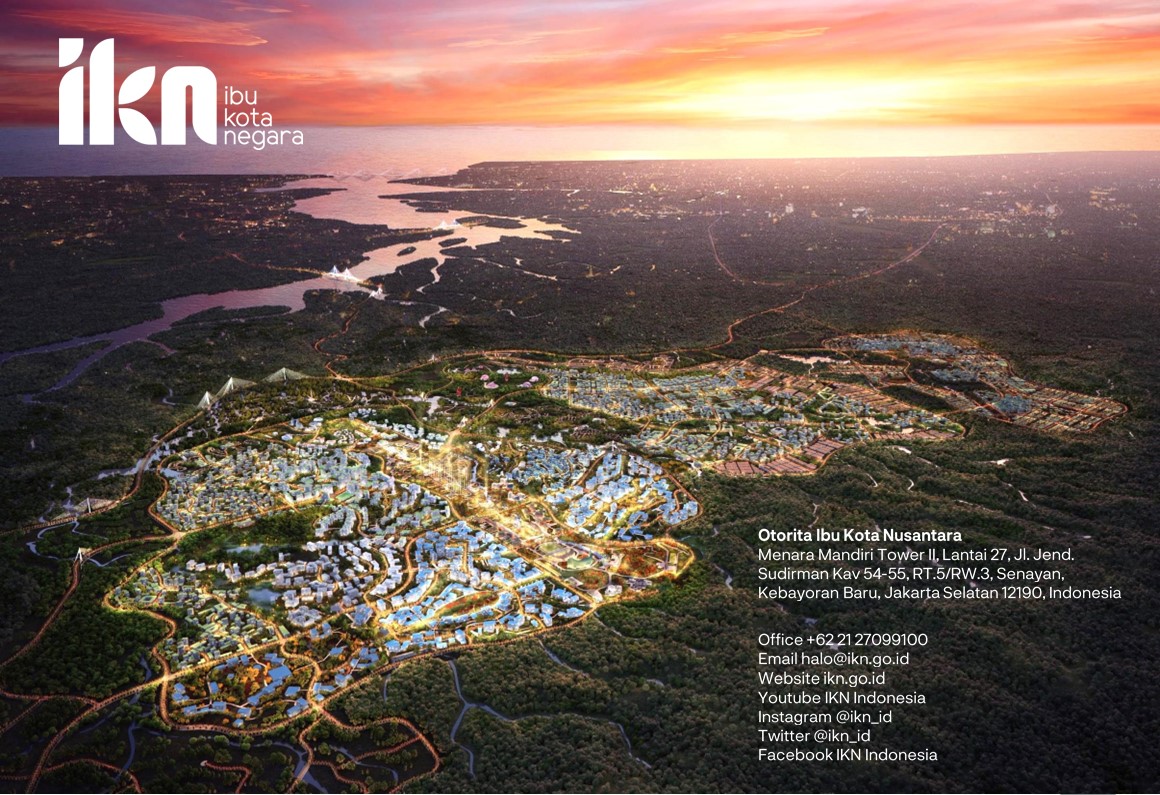 ikn
ibu
kota
negara
Otorita Ibu Kota Nusantara
Menara Mandiri Tower II, Lantai 27, Jl. Jend.
Sudirman Kav 54-55, RT.5/RW.3, Senayan,
Kebayoran Baru, Jakarta Selatan 12190, Indonesia
Office +62 21 27099100
Email halo@ikn.go.id
Website ikn.go.id
Youtube IKN Indonesia
Instagram @ikn_id
Twitter @ikn_id
Facebook IKN Indonesia